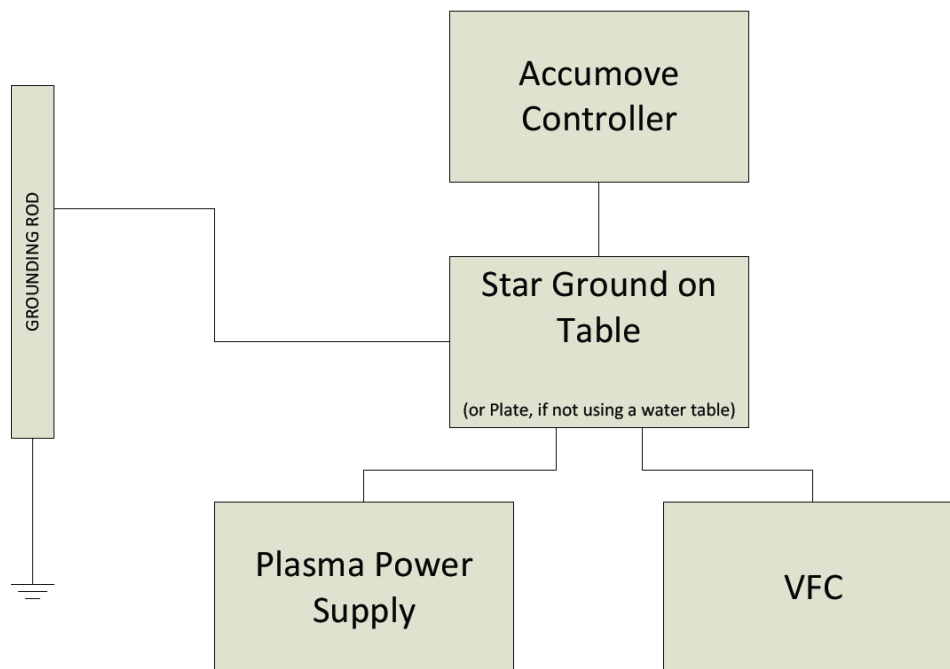 Accumove
Controller
GROUNDING ROD
Star Ground on
Table
(or Plate, if not using a water table)
Plasma Power
Supply
VFC